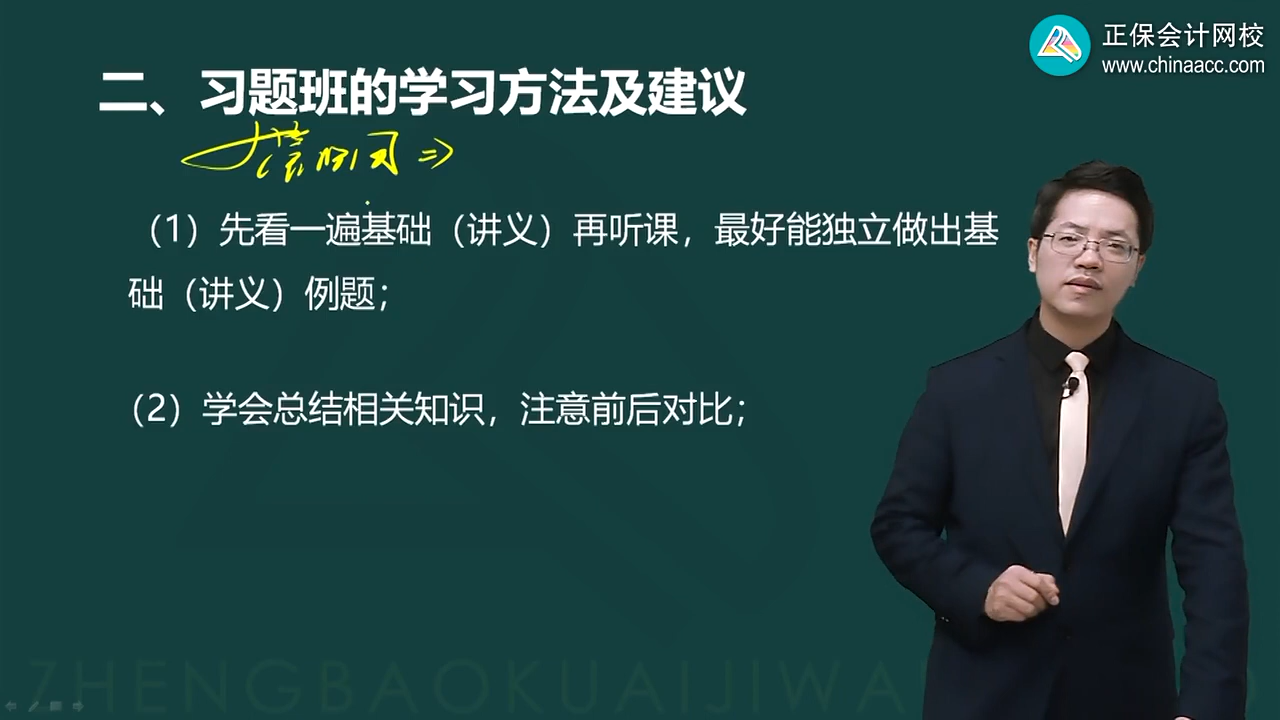 正保会计网校
www.chinaacc.com
二、习题班的学习方法及建议
（1）先看一遍基础（讲义）再听课，最好能独立做出基
础（讲义）例题；
（2）学会总结相关知识，注意前后对比；
ZHENGBAOKUAIJIWA